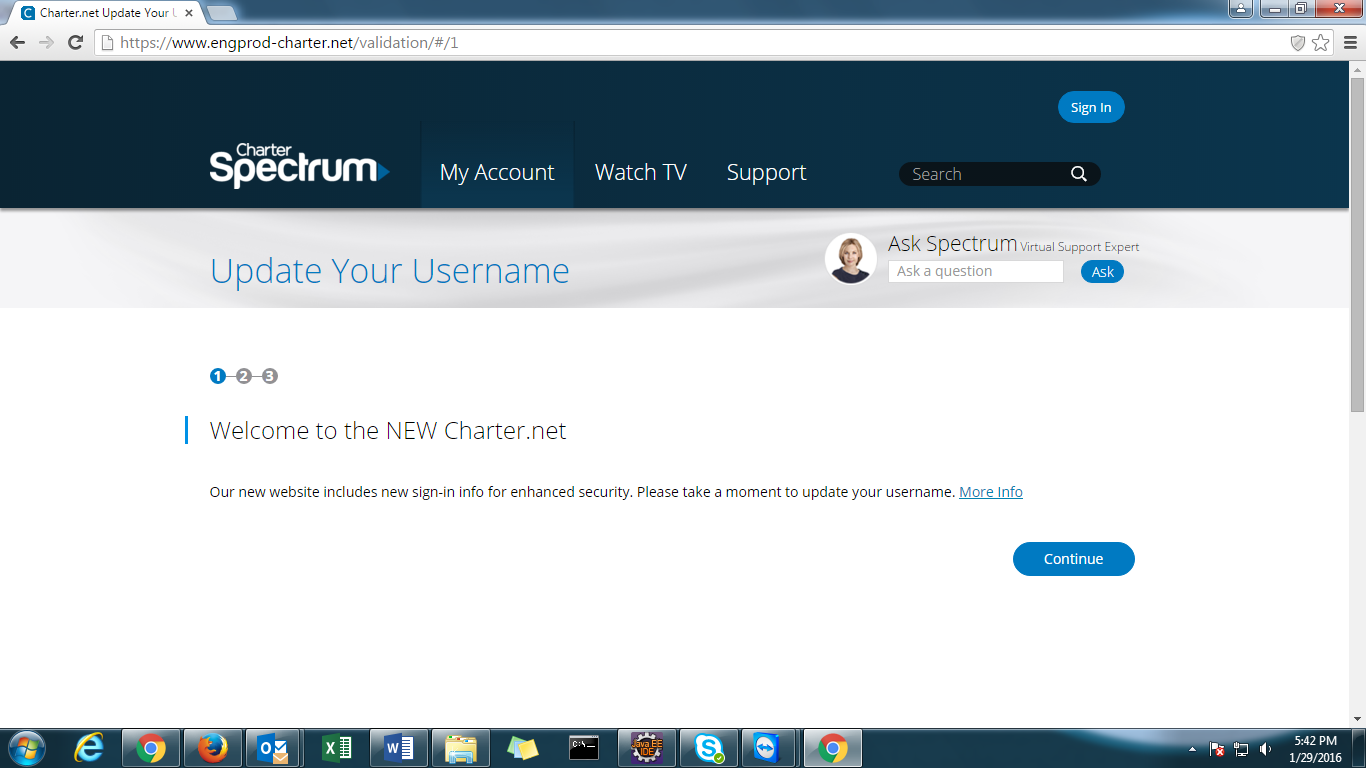 Charter.net Update Your U
https://www.engprod-charter.net/validation/#/1
Sign In
Charter
Spectrum
My Account
Watch TV
Support
Search
Update Your Username
Ask Spectrum Virtual Support Expert
Ask a question
Ask
1 2 3
Welcome to the NEW Charter.net
Our new website includes new sign-in info for enhanced security. Please take a moment to update your username. More Info
Continue
Java EE
IDE
C:\
5:42 PM
1/29/2016